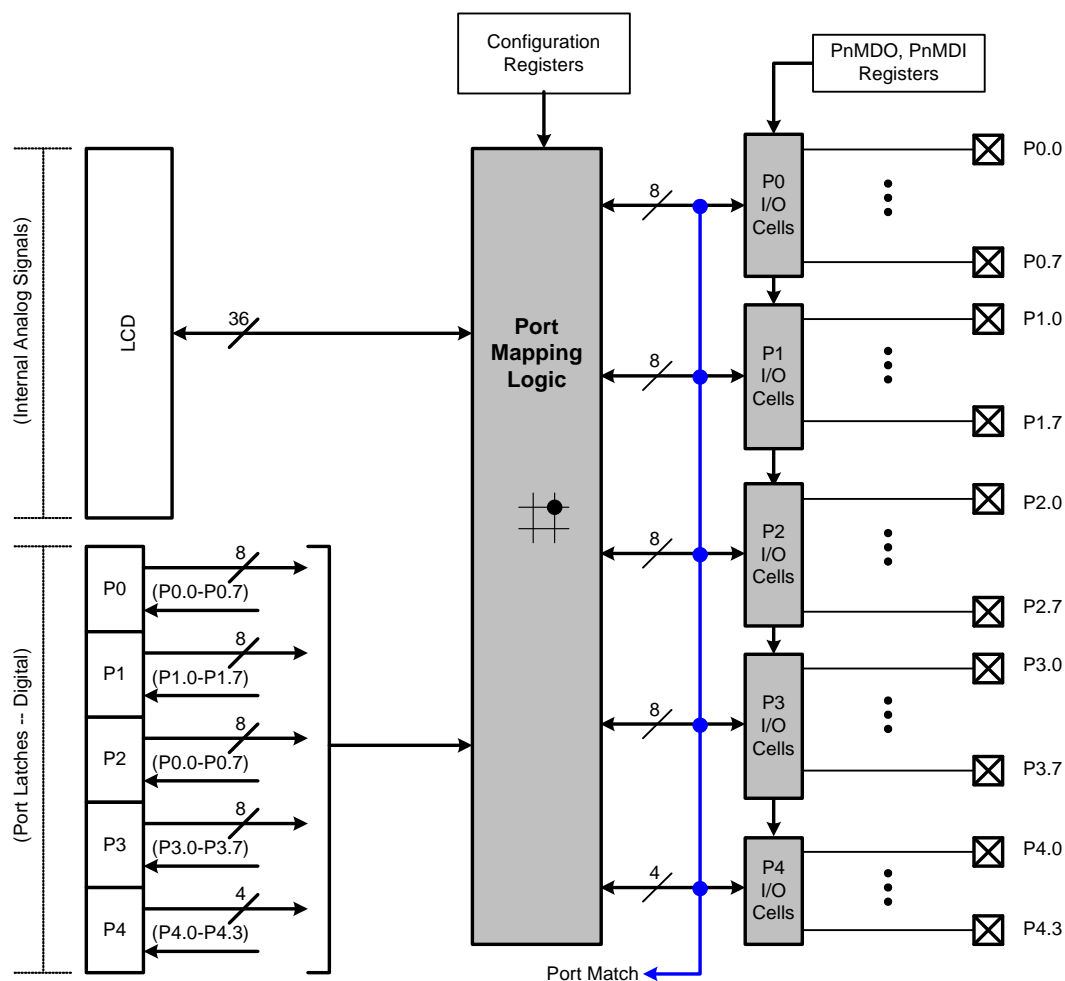 Configuration
Registers
PnMDO, PnMDI
Registers
(Internal Analog Signals)
LCD
36
Port
Mapping
Logic
8
P0
I/O
Cells
P0.0
P0.7
8
P1
I/O
Cells
P1.0
P1.7
8
P2
I/O
Cells
P2.0
P2.7
8
P3
I/O
Cells
P3.0
P3.7
4
P4
I/O
Cells
P4.0
P4.3
(Port Latches -- Digital)
P0
8
(P0.0-P0.7)
P1
8
(P1.0-P1.7)
P2
8
(P0.0-P0.7)
P3
8
(P3.0-P3.7)
P4
4
(P4.0-P4.3)
Port Match